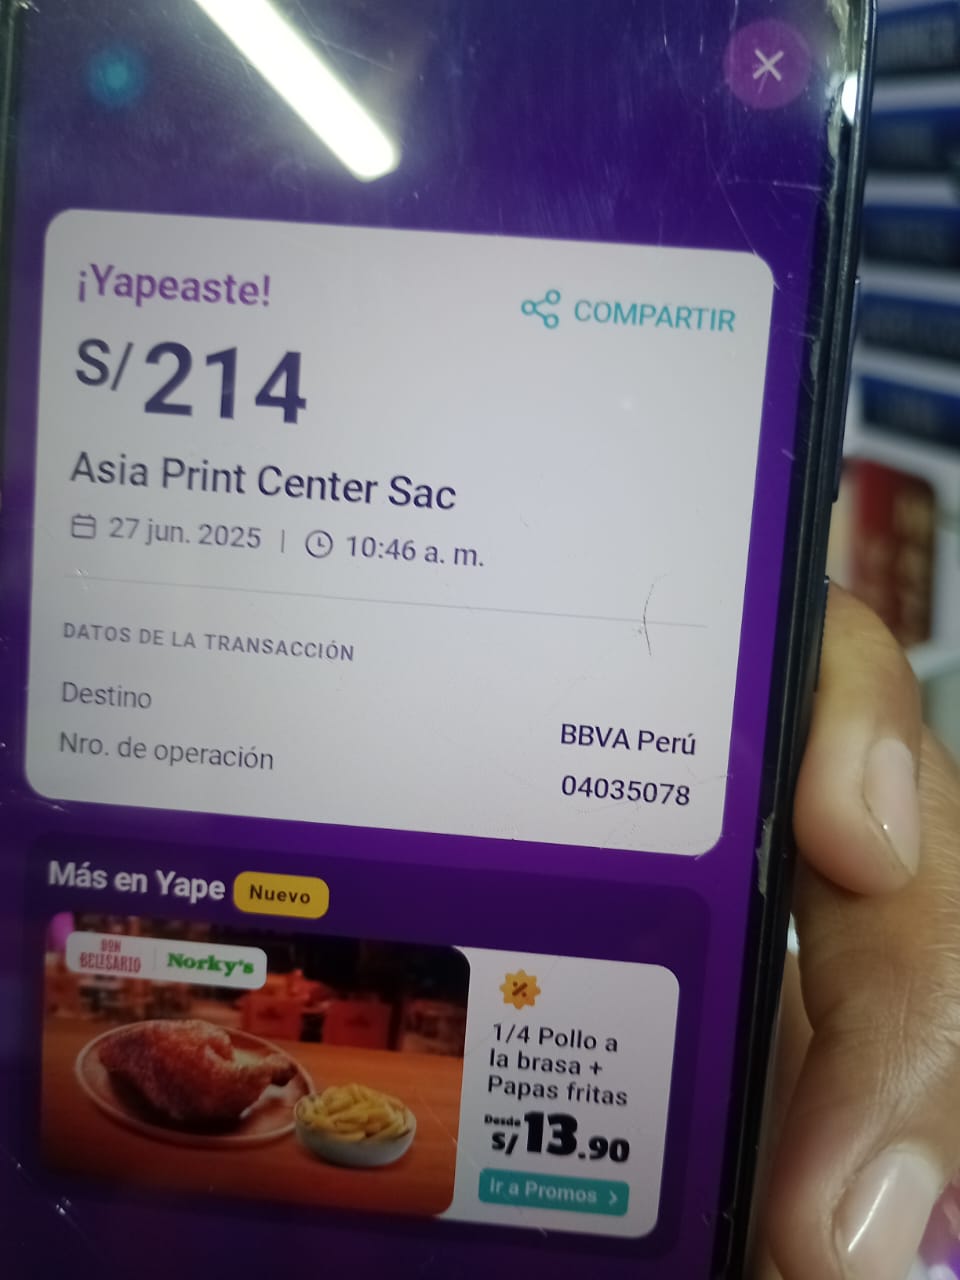 ¡Yapeaste!
COMPARTIR
S/214
Asia Print Center Sac
27 jun. 2025 | 10:46 a. m.
DATOS DE LA TRANSACCIÓN
Destino
BBVA Perú
Nro. de operación
04035078
Más en Yape
Nuevo
DON BELISARIO
Norky's
1/4 Pollo a
la brasa +
Papas fritas
Desde
S/13.90
Ir a Promos >